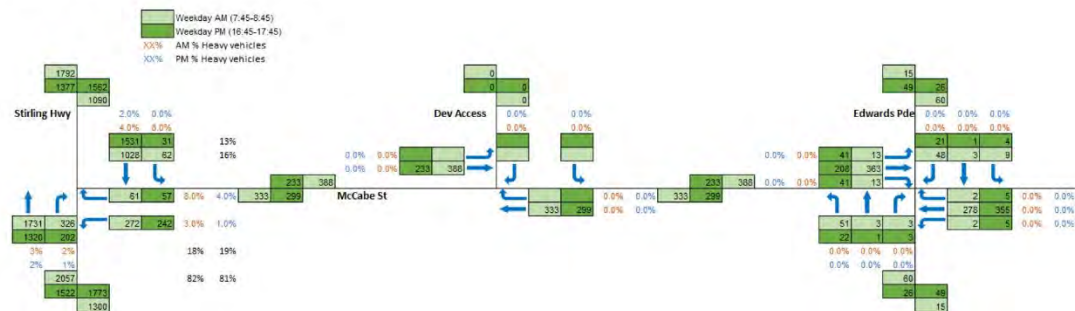 Weekday AM (7:45-8:45)
Weekday PM (16:45-17:45)
XX% AM % Heavy vehicles
XX% PM % Heavy vehicles
1792
1377 1562
1090
Stirling Hwy
2.0% 0.0%
4.0% 0.0%
1531 31 13%
1028 62 16%
61 57 8.0% 4.0%
272 242 3.0% 1.0%
1731 326
1320 202
3% 2% 18% 19%
2% 1%
2057 82% 81%
1522 1773
1300
233 388
333 299
McCabe St
0
0 0
0
Dev Access
0.0% 0.0%
0.0% 0.0%
0.0% 0.0%
0.0% 0.0% 233 388
0.0% 0.0%
333 299 0.0% 0.0%
0.0% 0.0%
233 388
333 299
15
49 26
60
Edwards Pde
0.0% 0.0% 0.0%
0.0% 0.0% 0.0%
21 1 4
48 3 9
41 13
0.0% 0.0% 208 363
41 13
2 5 0.0% 0.0%
278 355 0.0% 0.0%
2 5 0.0% 0.0%
51 3 3
22 1 3
0.0% 0.0% 0.0%
0.0% 0.0% 0.0%
60
26 49
15